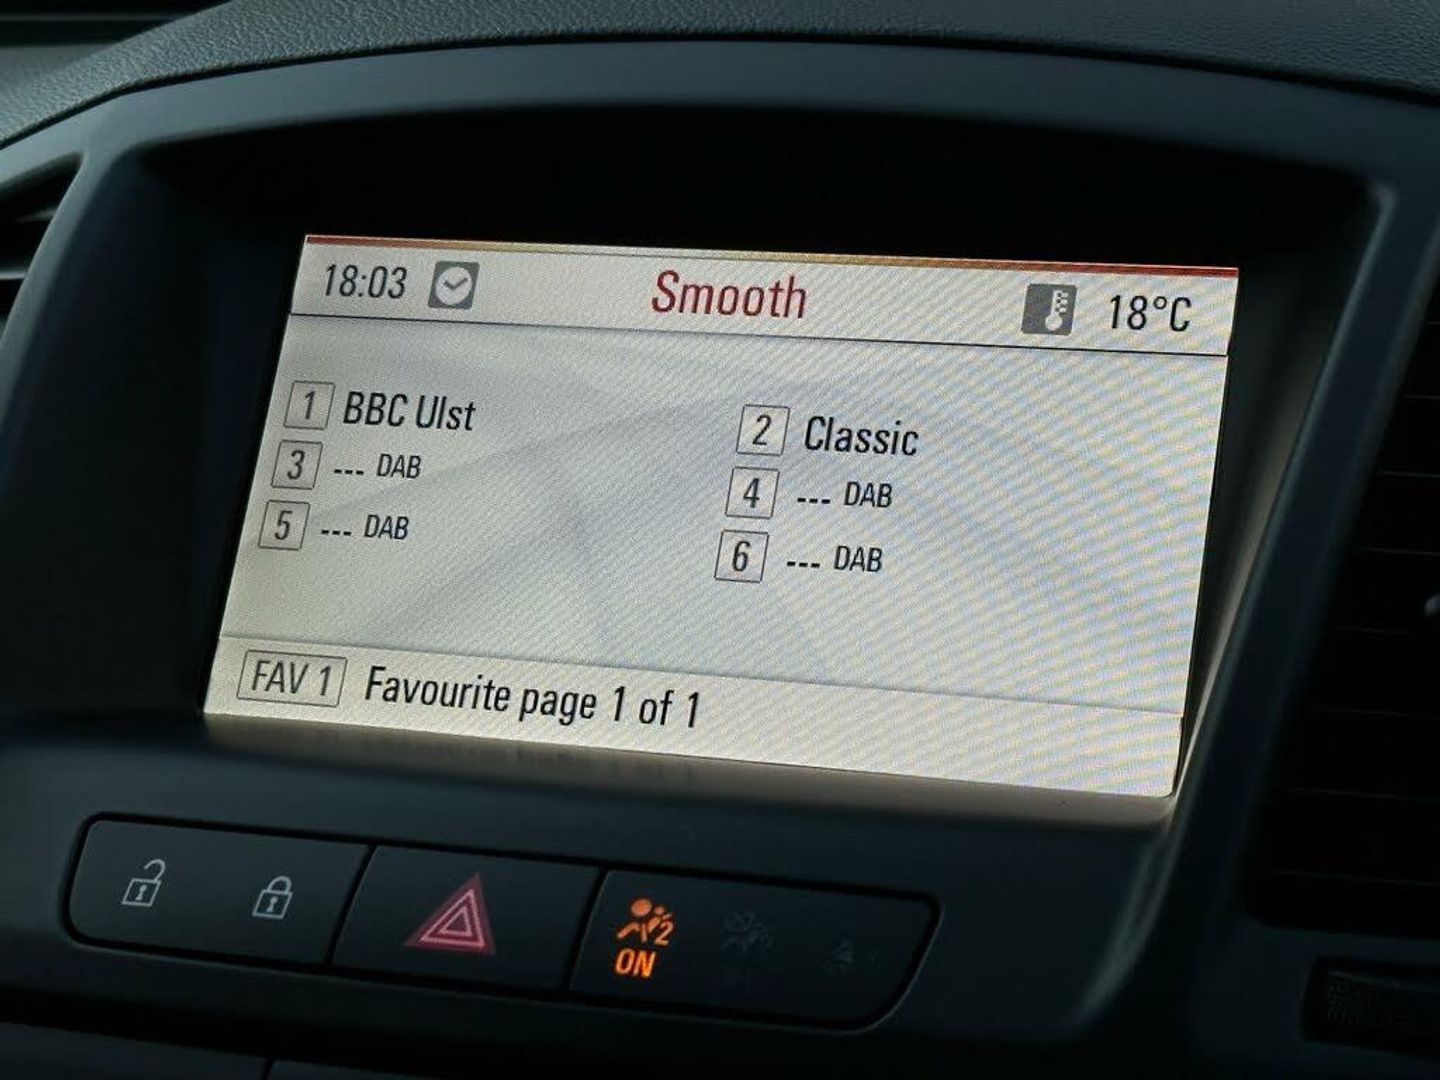 18:03 Smooth 18°C
1 BBC Ulst 2 Classic
3 --- DAB 4 --- DAB
5 --- DAB 6 --- DAB
FAV 1 Favourite page 1 of 1
2
ON